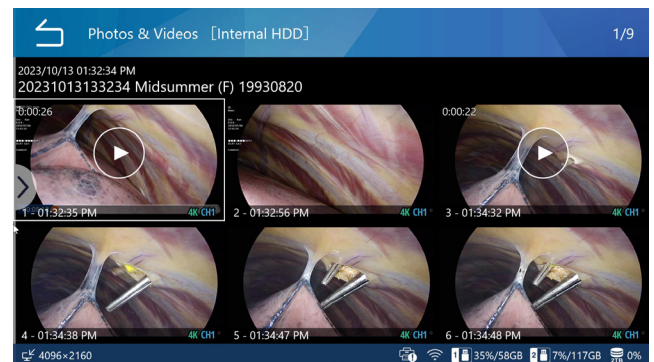 Photos & Videos [Internal HDD]
1/9
2023/10/13 01:32:34 PM
20231013133234 Midsummer (F) 19930820
0:00:26
0:00:22
1 - 01:32:35 PM 4K CH1
2 - 01:32:56 PM 4K CH1
3 - 01:34:32 PM 4K CH1
4 - 01:34:38 PM 4K CH1
5 - 01:34:47 PM 4K CH1
6 - 01:34:48 PM 4K CH1
4096×2160
1 35%/58GB 2 7%/117GB 2TB 0%